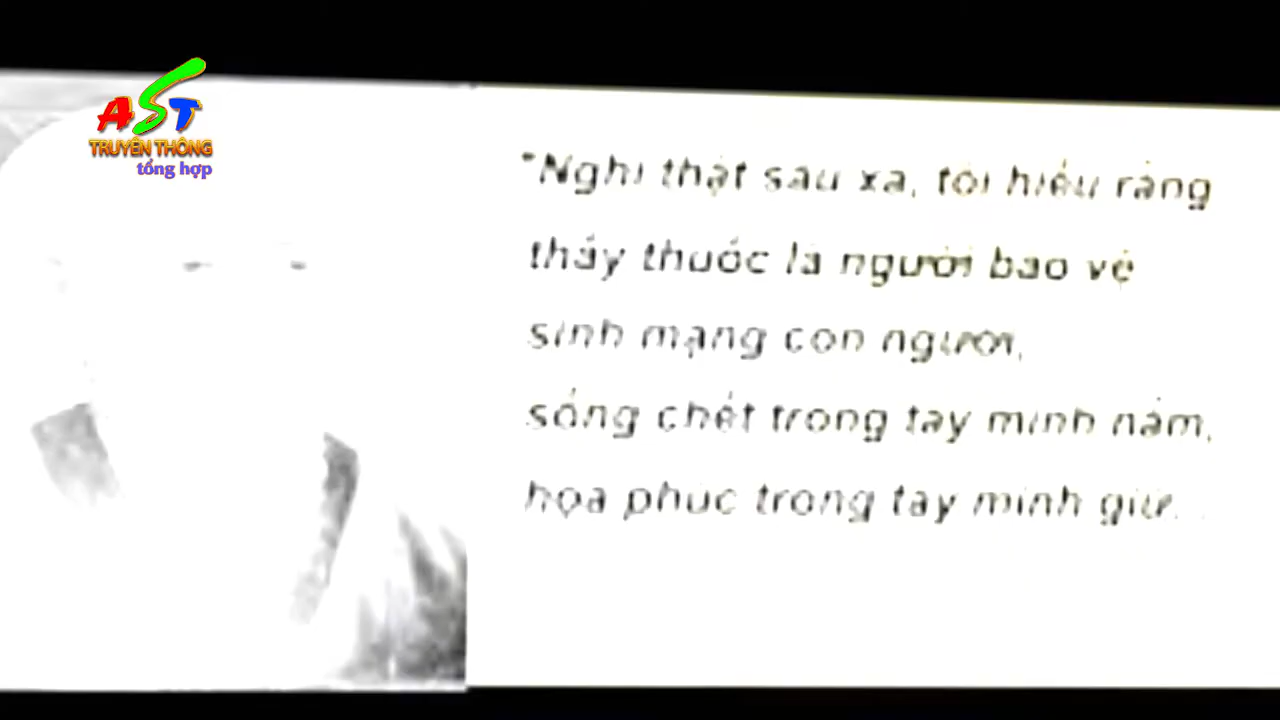 AST
TRUYỀN THÔNG
tổng hợp
"Nghĩ thật sâu xa, tôi hiểu rằng
thầy thuốc là người bảo vệ
sinh mạng con người,
sống chết trong tay mình nắm,
họa phúc trong tay mình giữ...